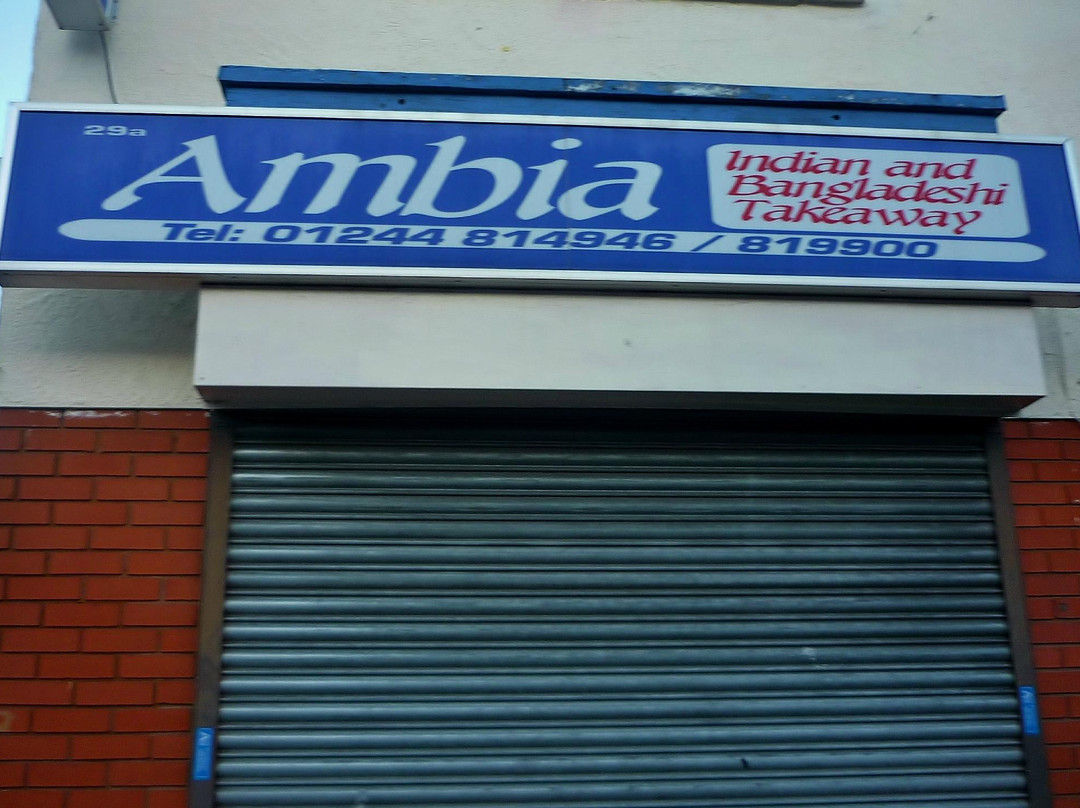 29a
Ambia
Indian and
Bangladeshi
Takeaway
Tel: 01244 814946 / 819900